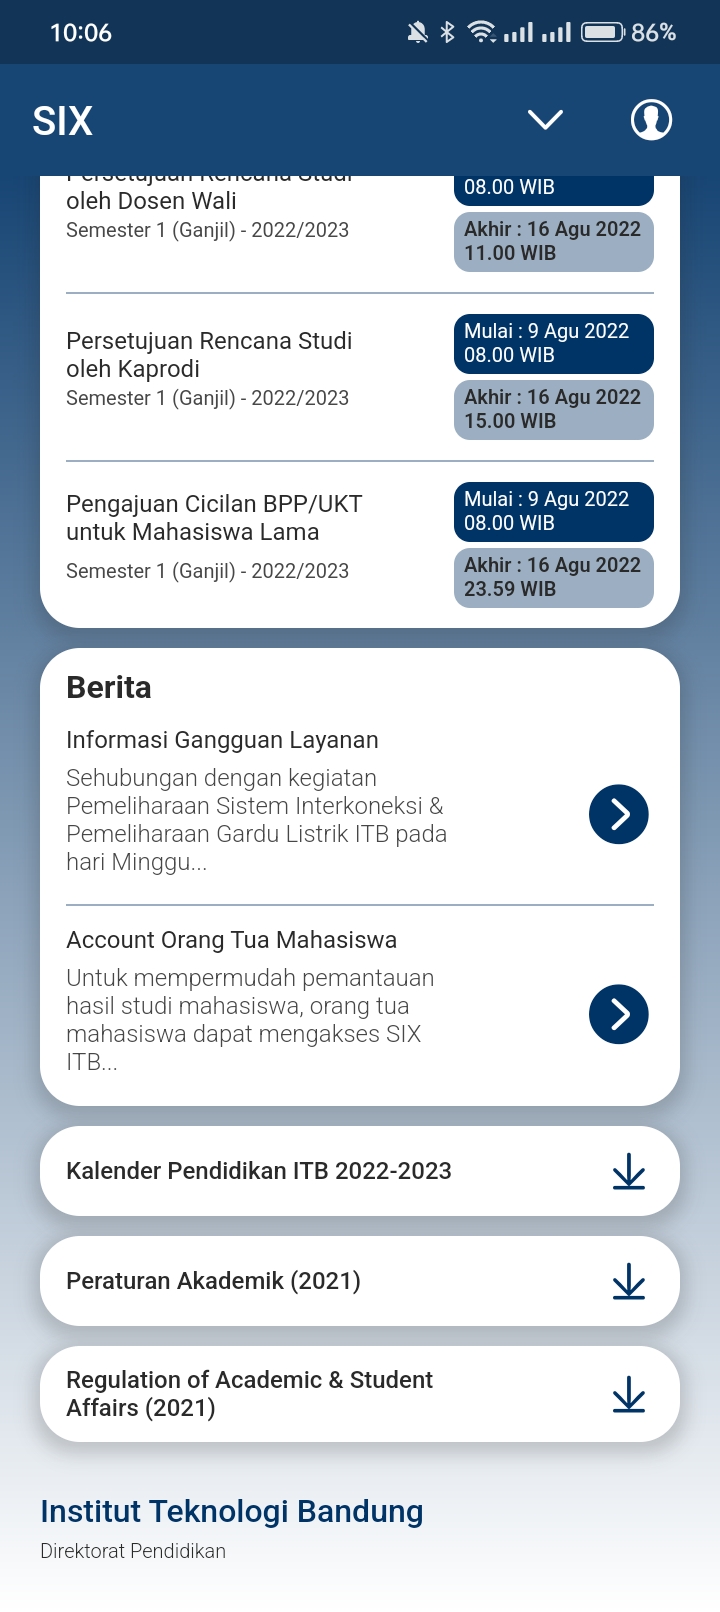 10:06
86%
SIX
Persetujuan Rencana Studi
oleh Dosen Wali
Semester 1 (Ganjil) - 2022/2023
08.00 WIB
Akhir : 16 Agu 2022
11.00 WIB
Persetujuan Rencana Studi
oleh Kaprodi
Semester 1 (Ganjil) - 2022/2023
Mulai : 9 Agu 2022
08.00 WIB
Akhir : 16 Agu 2022
15.00 WIB
Pengajuan Cicilan BPP/UKT
untuk Mahasiswa Lama
Semester 1 (Ganjil) - 2022/2023
Mulai : 9 Agu 2022
08.00 WIB
Akhir : 16 Agu 2022
23.59 WIB
Berita
Informasi Gangguan Layanan
Sehubungan dengan kegiatan
Pemeliharaan Sistem Interkoneksi &
Pemeliharaan Gardu Listrik ITB pada
hari Minggu...
Account Orang Tua Mahasiswa
Untuk mempermudah pemantauan
hasil studi mahasiswa, orang tua
mahasiswa dapat mengakses SIX
ITB...
Kalender Pendidikan ITB 2022-2023
Peraturan Akademik (2021)
Regulation of Academic & Student
Affairs (2021)
Institut Teknologi Bandung
Direktorat Pendidikan